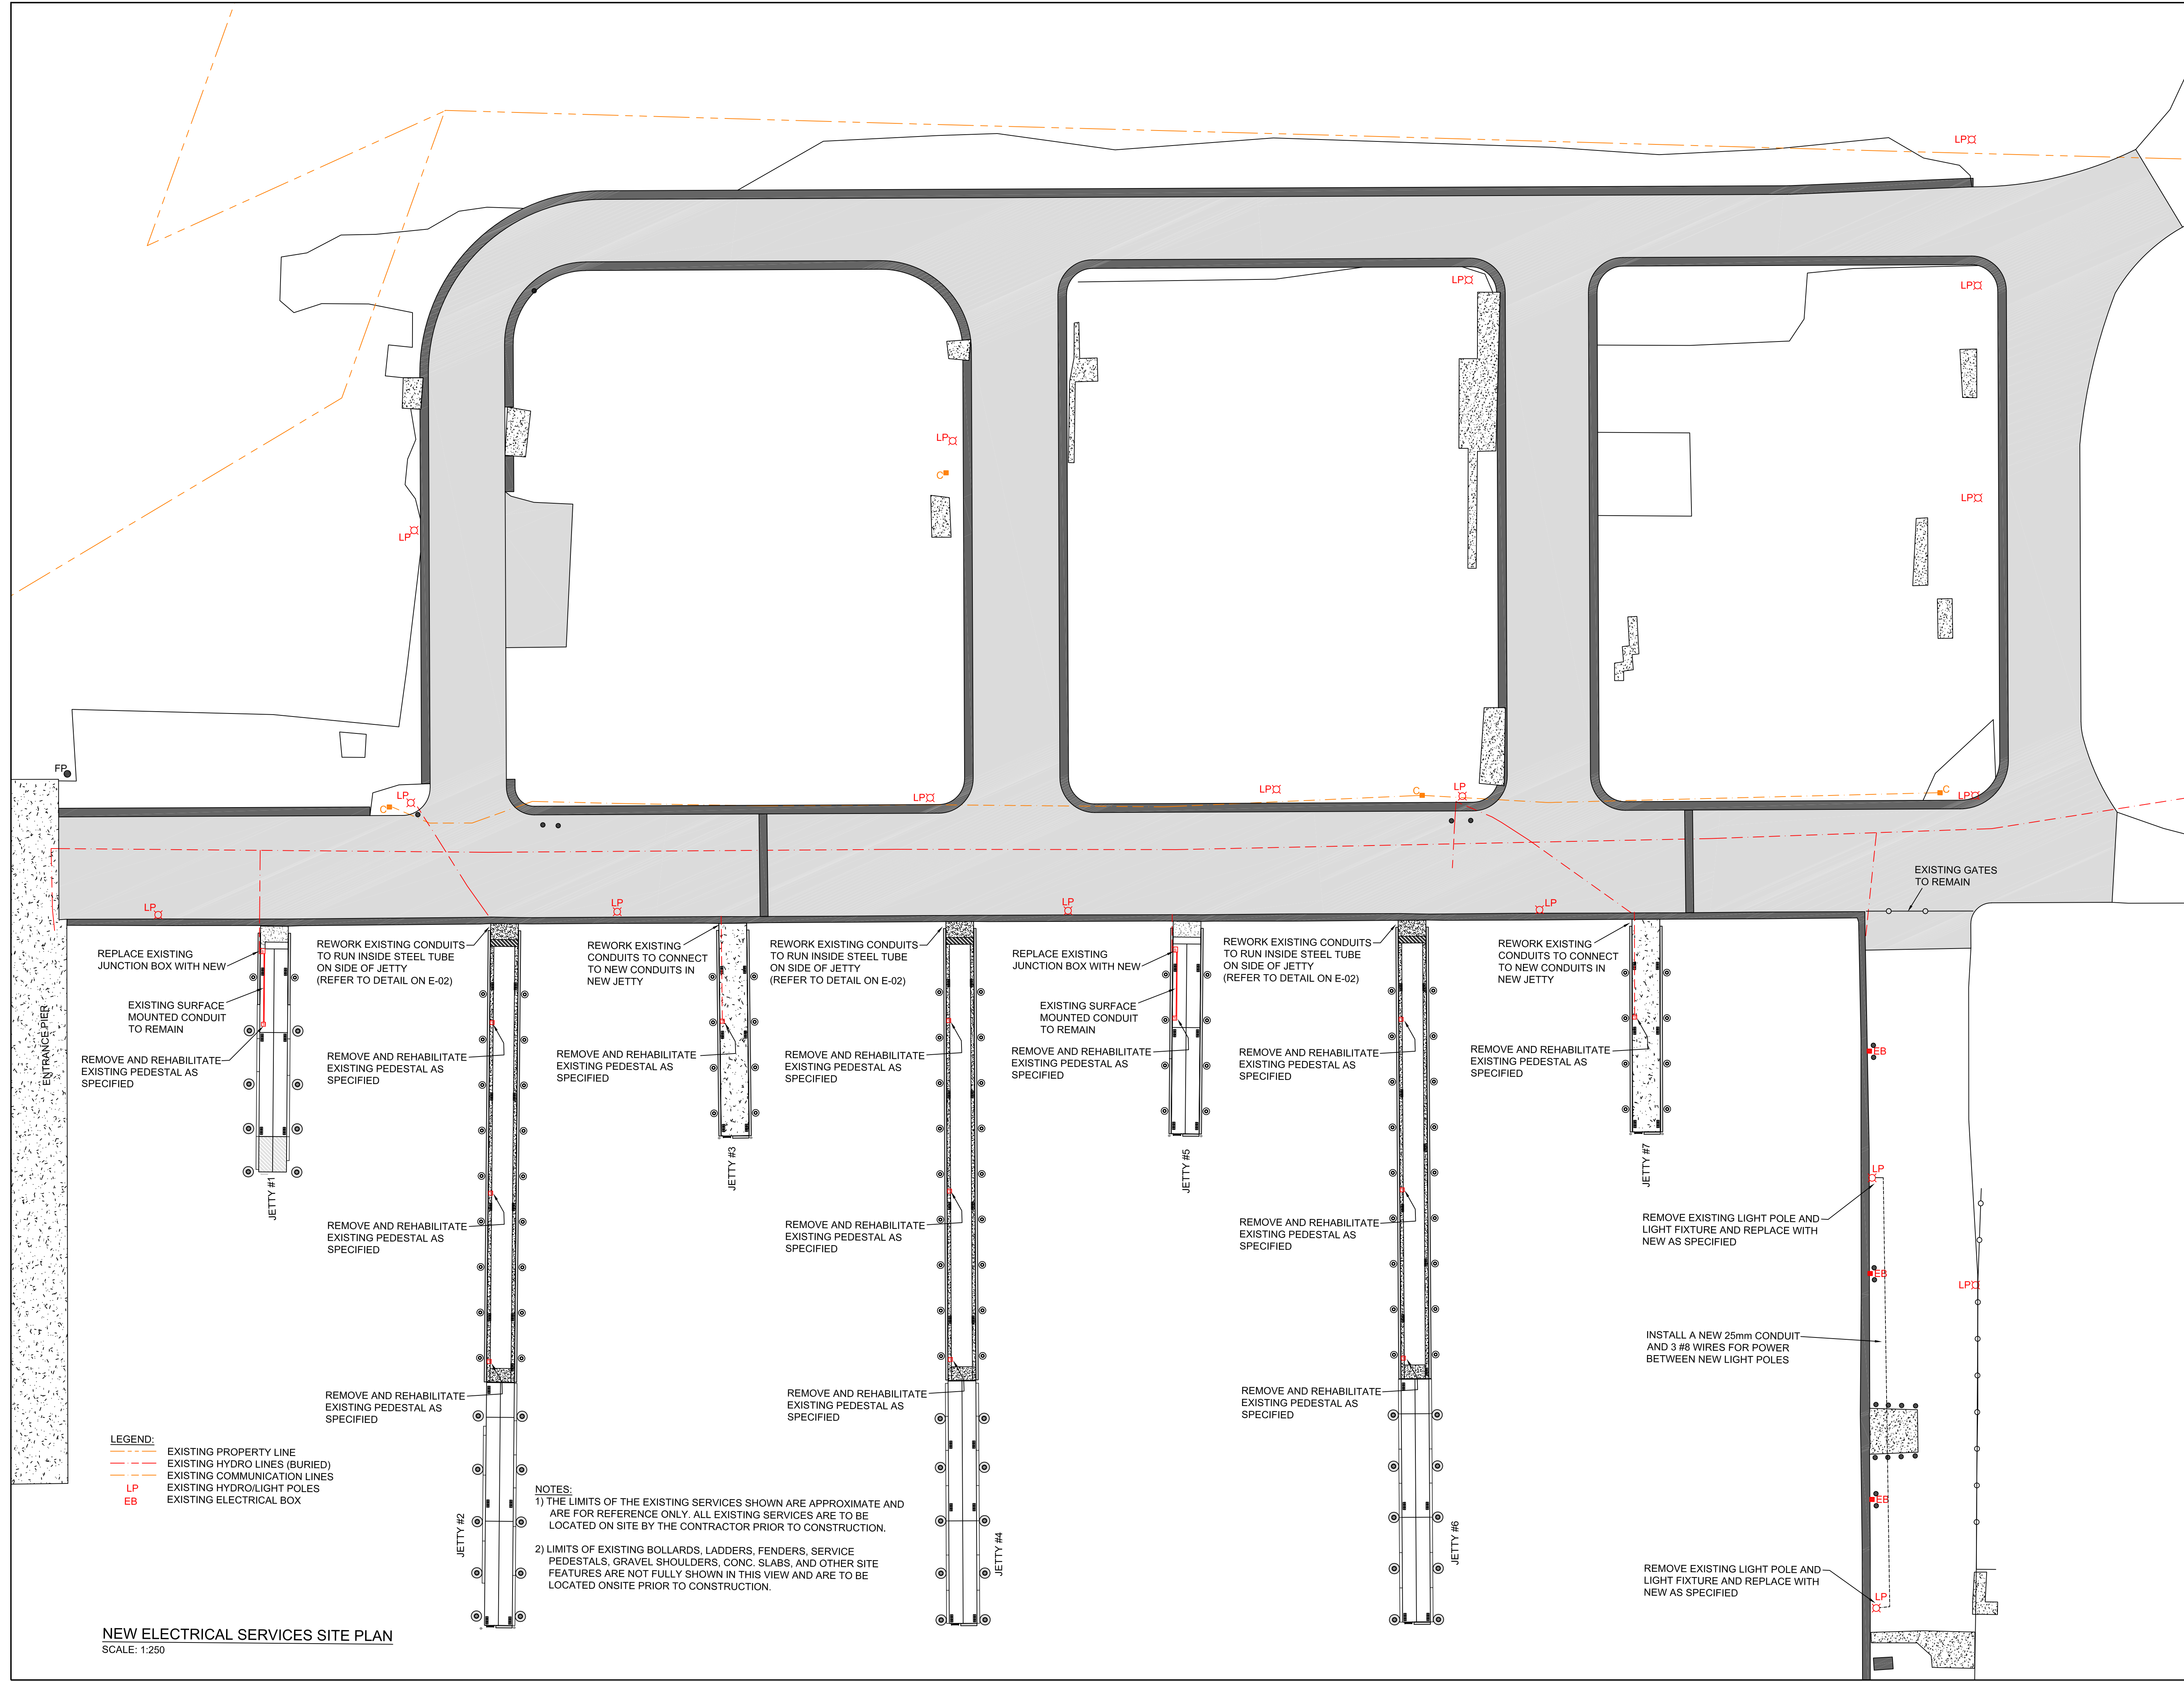 LP
LP
LP
LP
LP
C
LP
LP
FP
LP
C
LP
LP
C
LP
C
LP
EXISTING GATES
TO REMAIN
LP
LP
LP
LP
REPLACE EXISTING
JUNCTION BOX WITH NEW
EXISTING SURFACE
MOUNTED CONDUIT
TO REMAIN
REMOVE AND REHABILITATE
EXISTING PEDESTAL AS
SPECIFIED
ENTRANCE PIER
JETTY #1
REWORK EXISTING CONDUITS
TO RUN INSIDE STEEL TUBE
ON SIDE OF JETTY
(REFER TO DETAIL ON E-02)
REMOVE AND REHABILITATE
EXISTING PEDESTAL AS
SPECIFIED
REMOVE AND REHABILITATE
EXISTING PEDESTAL AS
SPECIFIED
REMOVE AND REHABILITATE
EXISTING PEDESTAL AS
SPECIFIED
JETTY #2
REWORK EXISTING
CONDUITS TO CONNECT
TO NEW CONDUITS IN
NEW JETTY
REMOVE AND REHABILITATE
EXISTING PEDESTAL AS
SPECIFIED
JETTY #3
REWORK EXISTING CONDUITS
TO RUN INSIDE STEEL TUBE
ON SIDE OF JETTY
(REFER TO DETAIL ON E-02)
REMOVE AND REHABILITATE
EXISTING PEDESTAL AS
SPECIFIED
REMOVE AND REHABILITATE
EXISTING PEDESTAL AS
SPECIFIED
REMOVE AND REHABILITATE
EXISTING PEDESTAL AS
SPECIFIED
JETTY #4
REPLACE EXISTING
JUNCTION BOX WITH NEW
EXISTING SURFACE
MOUNTED CONDUIT
TO REMAIN
REMOVE AND REHABILITATE
EXISTING PEDESTAL AS
SPECIFIED
JETTY #5
REWORK EXISTING CONDUITS
TO RUN INSIDE STEEL TUBE
ON SIDE OF JETTY
(REFER TO DETAIL ON E-02)
REMOVE AND REHABILITATE
EXISTING PEDESTAL AS
SPECIFIED
REMOVE AND REHABILITATE
EXISTING PEDESTAL AS
SPECIFIED
REMOVE AND REHABILITATE
EXISTING PEDESTAL AS
SPECIFIED
JETTY #6
REWORK EXISTING
CONDUITS TO CONNECT
TO NEW CONDUITS IN
NEW JETTY
REMOVE AND REHABILITATE
EXISTING PEDESTAL AS
SPECIFIED
JETTY #7
EB
LP
REMOVE EXISTING LIGHT POLE AND
LIGHT FIXTURE AND REPLACE WITH
NEW AS SPECIFIED
EB
LP
INSTALL A NEW 25mm CONDUIT
AND 3 #8 WIRES FOR POWER
BETWEEN NEW LIGHT POLES
EB
REMOVE EXISTING LIGHT POLE AND
LIGHT FIXTURE AND REPLACE WITH
NEW AS SPECIFIED
LP
LEGEND:
EXISTING PROPERTY LINE
EXISTING HYDRO LINES (BURIED)
EXISTING COMMUNICATION LINES
LP EXISTING HYDRO/LIGHT POLES
EB EXISTING ELECTRICAL BOX
NOTES:
1) THE LIMITS OF THE EXISTING SERVICES SHOWN ARE APPROXIMATE AND
ARE FOR REFERENCE ONLY. ALL EXISTING SERVICES ARE TO BE
LOCATED ON SITE BY THE CONTRACTOR PRIOR TO CONSTRUCTION.
2) LIMITS OF EXISTING BOLLARDS, LADDERS, FENDERS, SERVICE
PEDESTALS, GRAVEL SHOULDERS, CONC. SLABS, AND OTHER SITE
FEATURES ARE NOT FULLY SHOWN IN THIS VIEW AND ARE TO BE
LOCATED ONSITE PRIOR TO CONSTRUCTION.
NEW ELECTRICAL SERVICES SITE PLAN
SCALE: 1:250